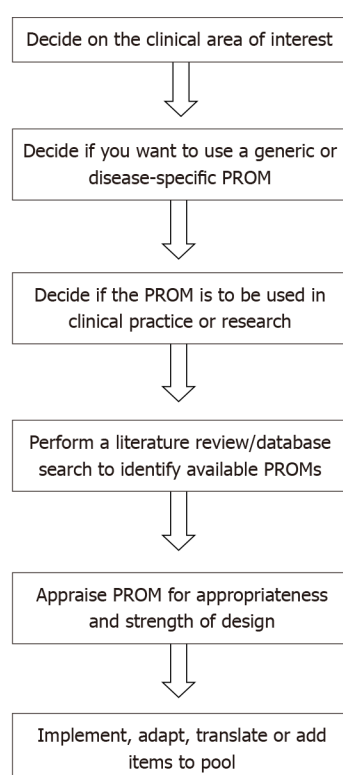 Decide on the clinical area of interest
Decide if you want to use a generic or
disease-specific PROM
Decide if the PROM is to be used in
clinical practice or research
Perform a literature review/database
search to identify available PROMs
Appraise PROM for appropriateness
and strength of design
Implement, adapt, translate or add
items to pool